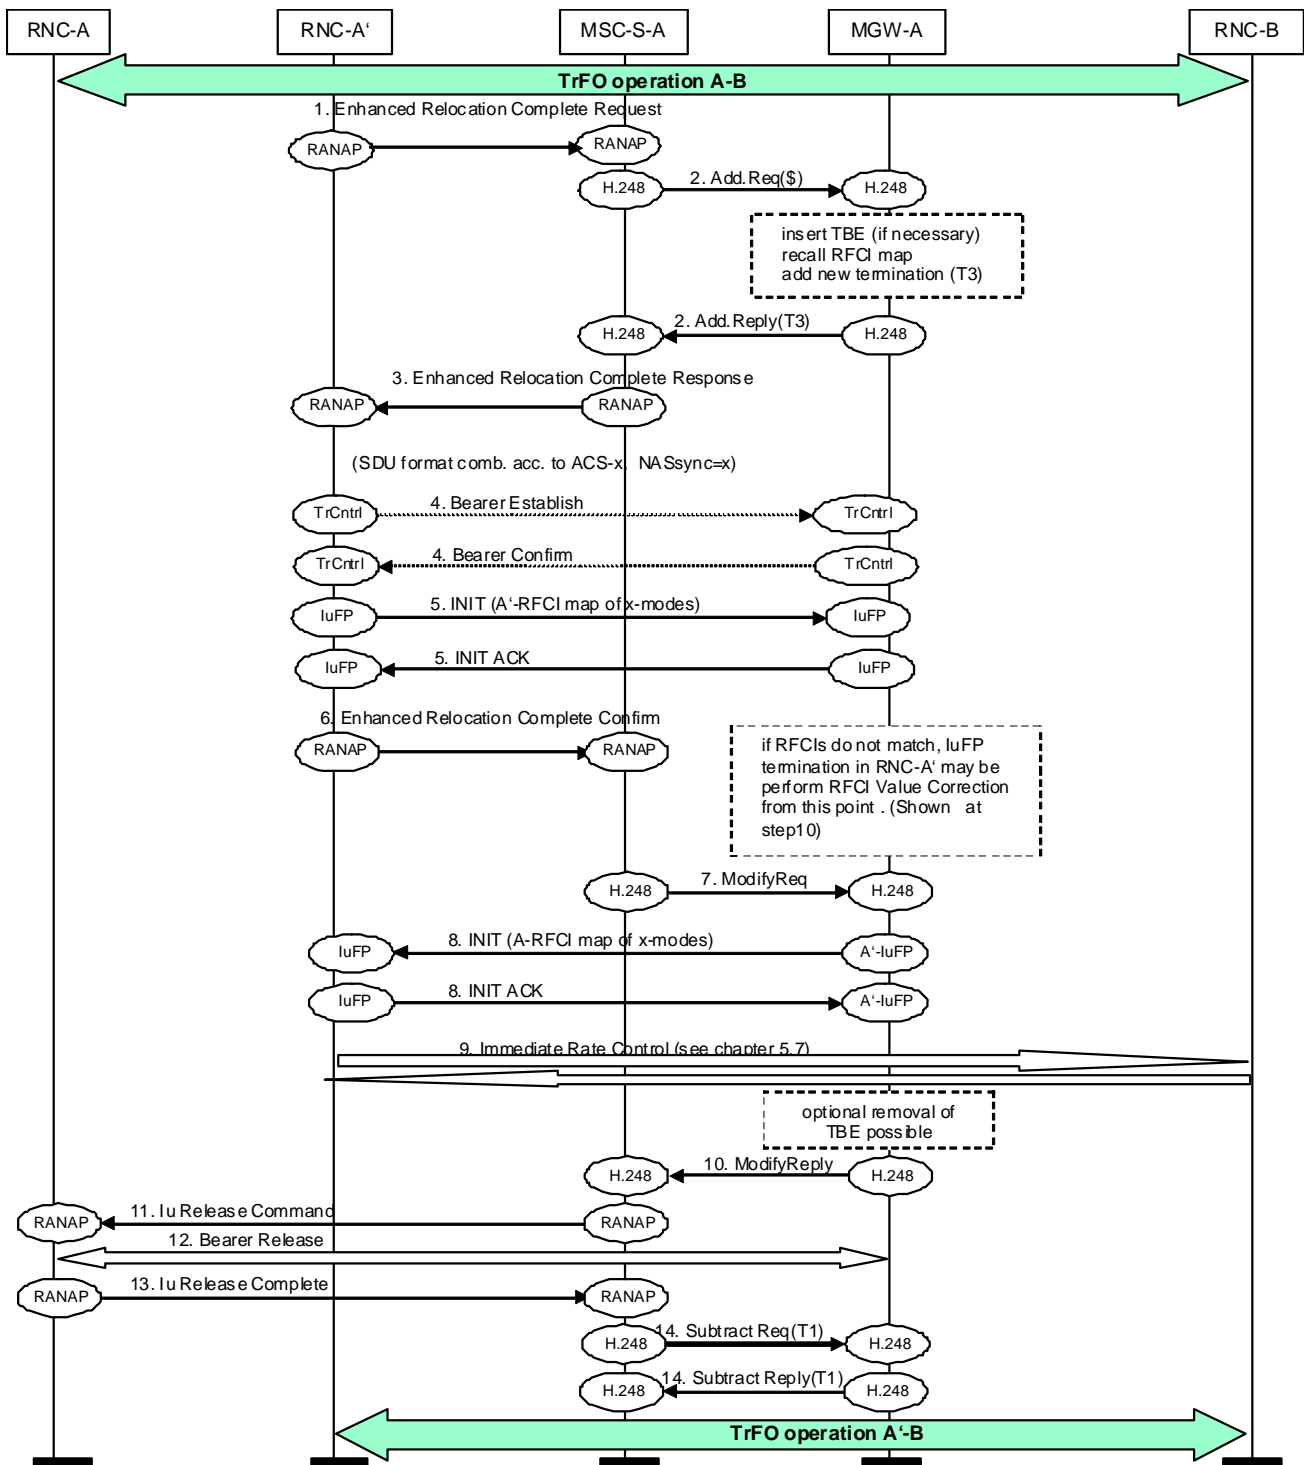 RNC-A
RNC-A‘
MSC-S-A
MGW-A
RNC-B
TrFO operation A-B
1. Enhanced Relocation Complete Request
RANAP
RANAP
H.248
2. Add.Req($)
H.248
insert TBE (if necessary)
recall RFCI map
add new termination (T3)
H.248
2. Add.Reply(T3)
H.248
3. Enhanced Relocation Complete Response
RANAP
RANAP
(SDU format comb. acc. to ACS-x, NASsync=x)
TrCntrl
4. Bearer Establish
TrCntrl
TrCntrl
4. Bearer Confirm
TrCntrl
IuFP
5. INIT (A‘-RFCI map of x-modes)
IuFP
IuFP
5. INIT ACK
IuFP
6. Enhanced Relocation Complete Confirm
RANAP
RANAP
if RFCIs do not match, IuFP
termination in RNC-A‘ may be
perform RFCI Value Correction
from this point . (Shown at
step10)
H.248
7. ModifyReq
H.248
IuFP
8. INIT (A-RFCI map of x-modes)
A‘-IuFP
IuFP
8. INIT ACK
A‘-IuFP
9. Immediate Rate Control (see chapter 5.7)
optional removal of
TBE possible
H.248
10. ModifyReply
H.248
RANAP
11. Iu Release Command
RANAP
12. Bearer Release
RANAP
13. Iu Release Complete
RANAP
H.248
14. Subtract Req(T1)
H.248
H.248
14. Subtract Reply(T1)
H.248
TrFO operation A‘-B